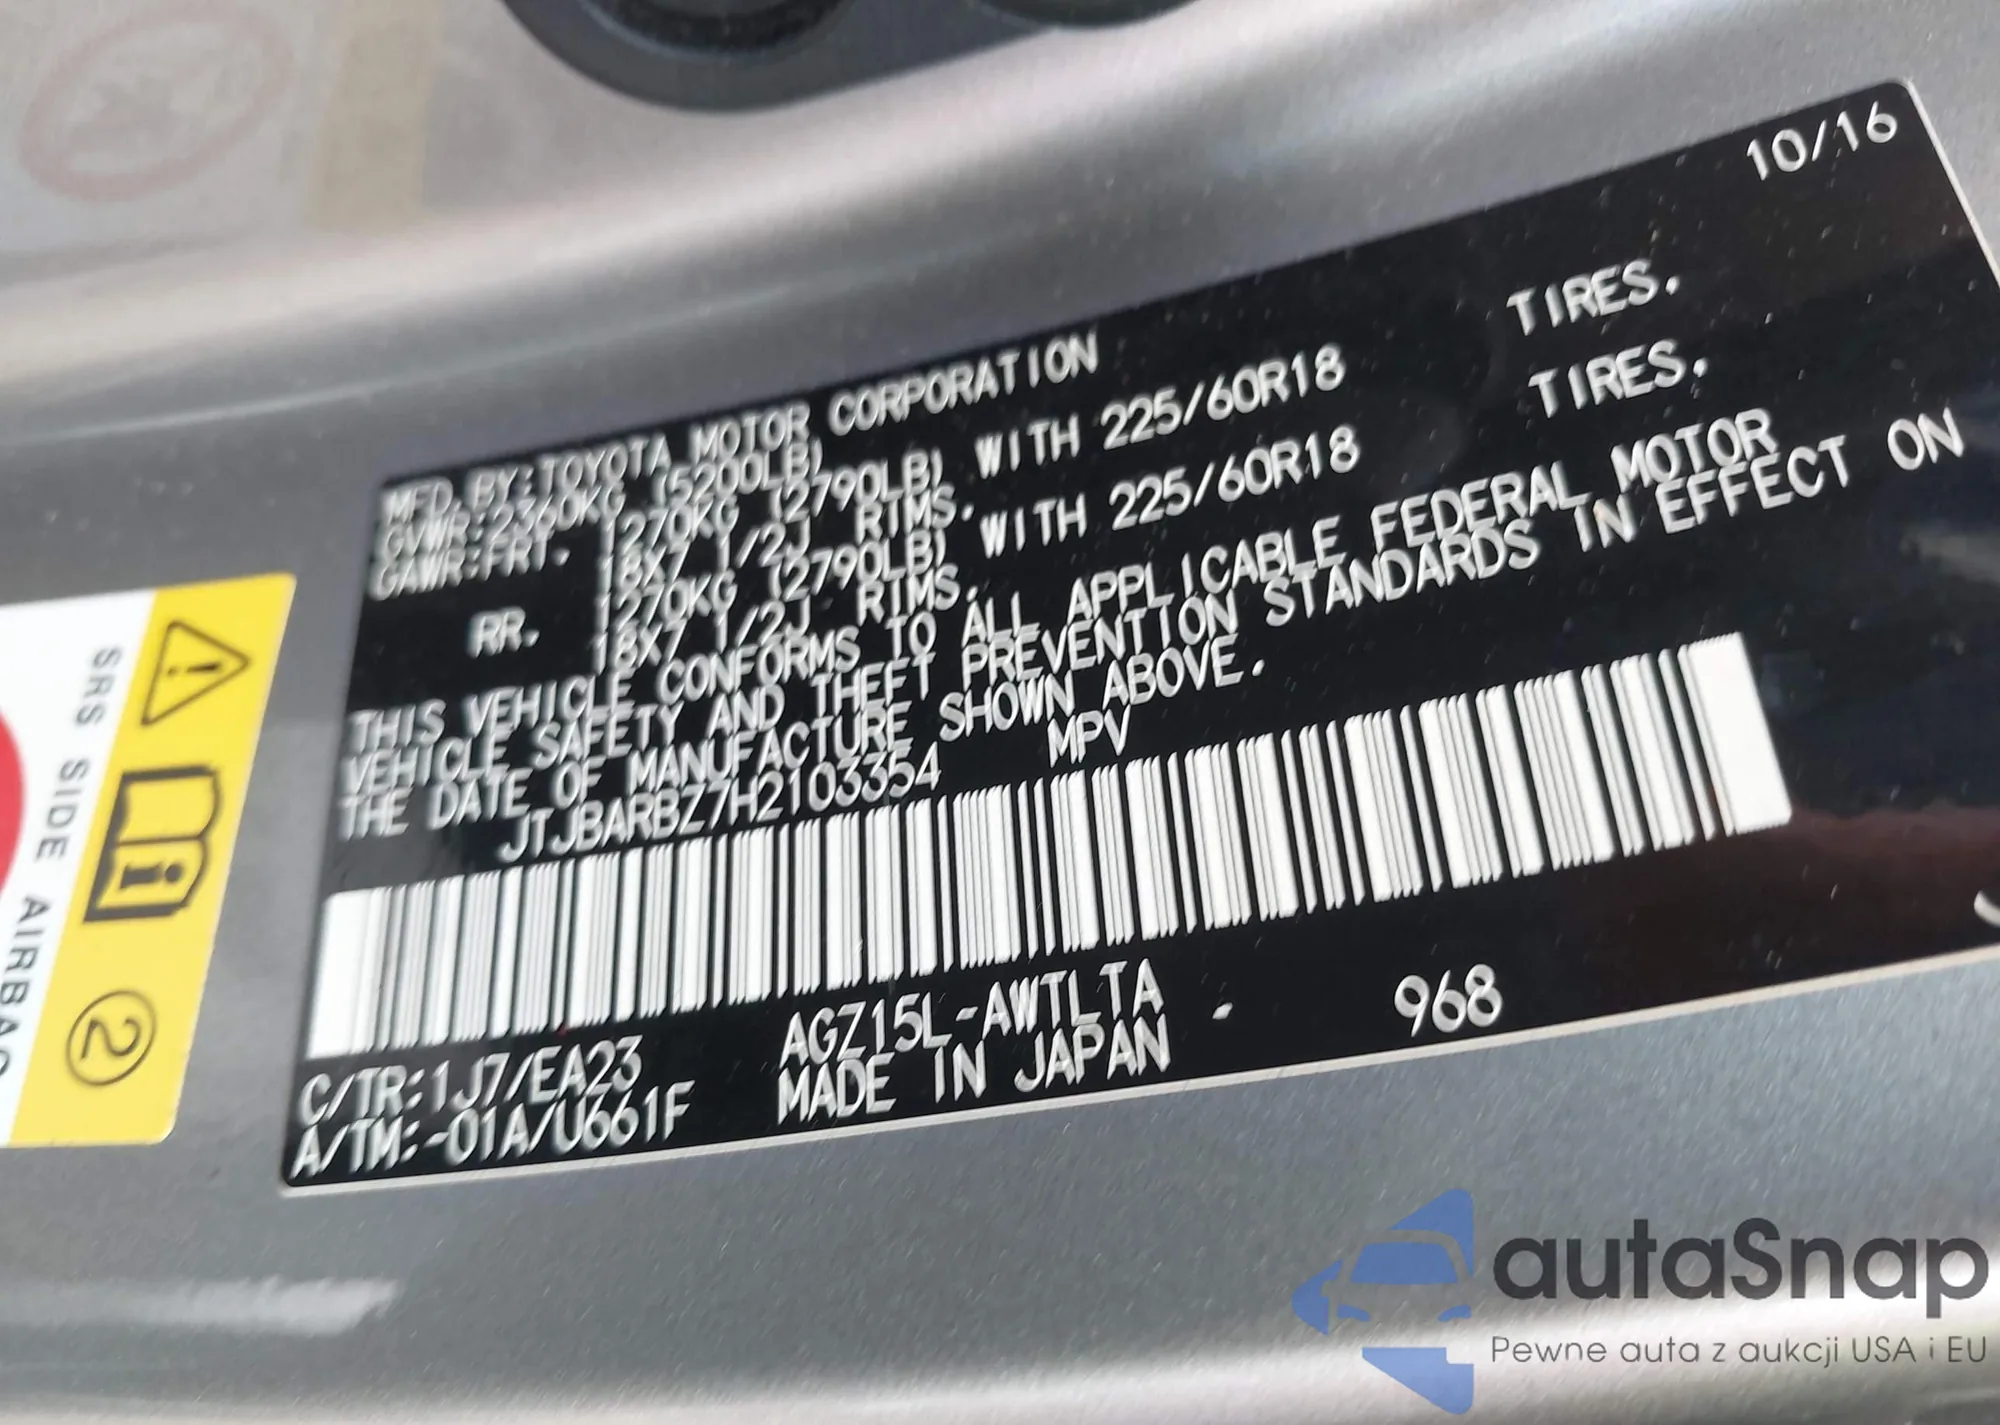 10/16
MFD.BY:TOYOTA MOTOR CORPORATION
GVWR:2360KG (5200LB)
GAWR:FRT. 1270KG (2790LB) WITH 225/60R18 TIRES.
18X7 1/2J RIMS.
RR. 1270KG (2790LB) WITH 225/60R18 TIRES.
18X7 1/2J RIMS.
THIS VEHICLE CONFORMS TO ALL APPLICABLE FEDERAL MOTOR
VEHICLE SAFETY AND THEFT PREVENTION STANDARDS IN EFFECT ON
THE DATE OF MANUFACTURE SHOWN ABOVE.
JTJBARBZ7H2103354 MPV
C/TR:1J7/EA23 AGZ15L-AWTLTA - 968
A/TM:-01A/U661F MADE IN JAPAN
SRS SIDE AIRBAG
2
autaSnap
Pewne auta z aukcji USA i EU